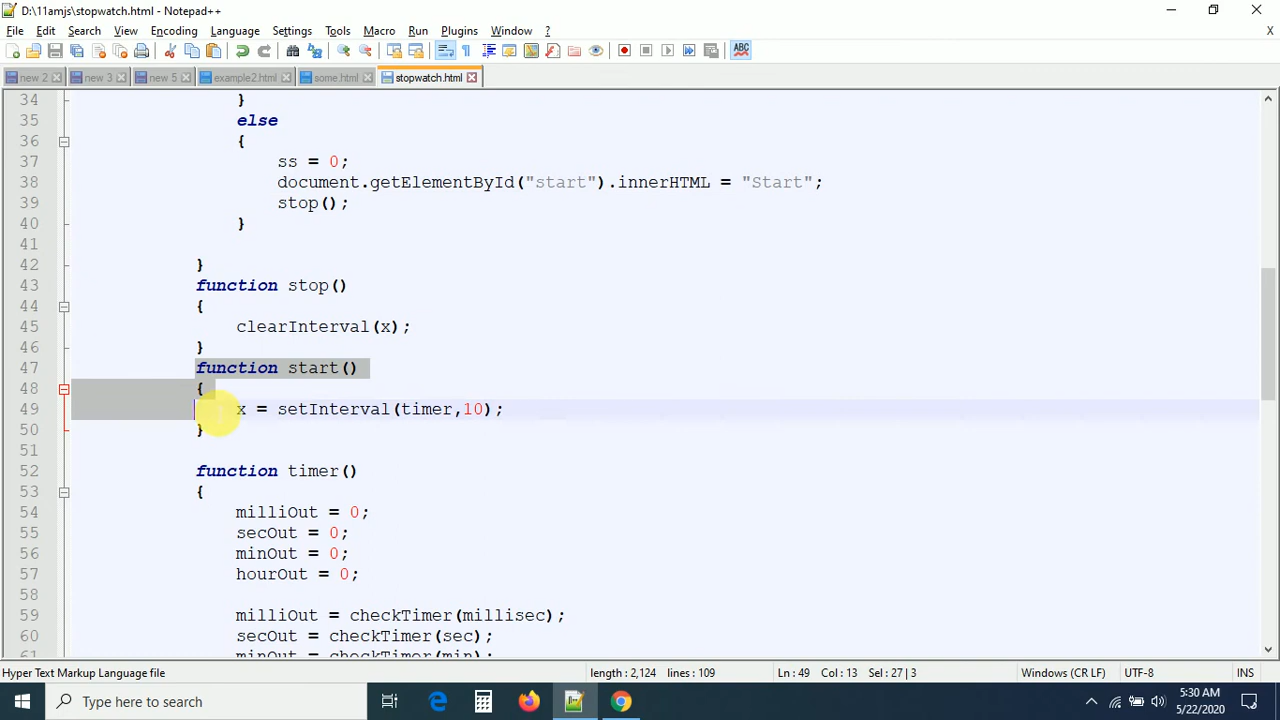 D:\11amjs\stopwatch.html - Notepad++
File Edit Search View Encoding Language Settings Tools Macro Run Plugins Window ? X
ABC
new 2 new 3 new 5 example2.html some.html stopwatch.html
34 }
35 else
36 {
37 ss = 0;
38 document.getElementById("start").innerHTML = "Start";
39 stop();
40 }
41
42 }
43 function stop()
44 {
45 clearInterval(x);
46 }
47 function start()
48 {
49 x = setInterval(timer,10);
50 }
51
52 function timer()
53 {
54 milliOut = 0;
55 secOut = 0;
56 minOut = 0;
57 hourOut = 0;
58
59 milliOut = checkTimer(millisec);
60 secOut = checkTimer(sec);
61 minOut = checkTimer(min);
Hyper Text Markup Language file length : 2,124 lines : 109 Ln : 49 Col : 13 Sel : 27 | 3 Windows (CR LF) UTF-8 INS
Type here to search
5:30 AM
5/22/2020